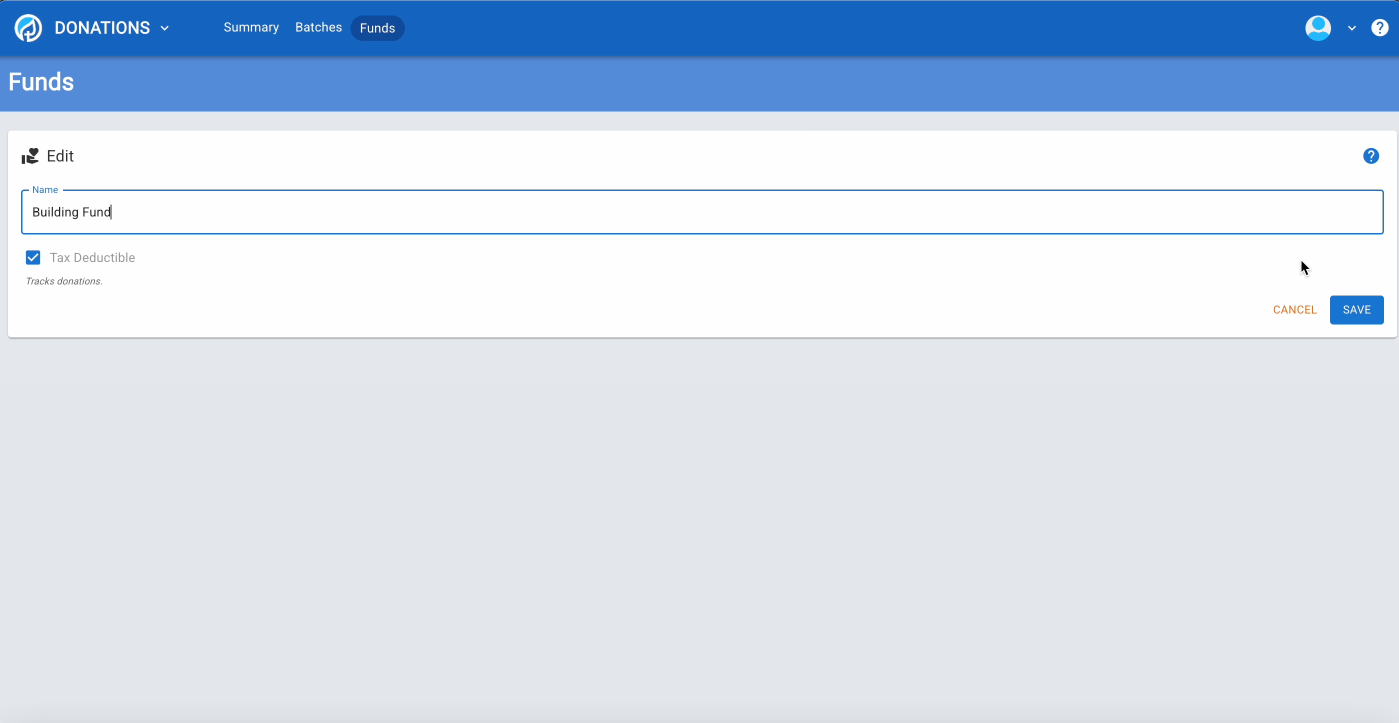 DONATIONS Summary Batches Funds
Funds
Edit
Name
Building Fund
Tax Deductible
Tracks donations.
CANCEL SAVE